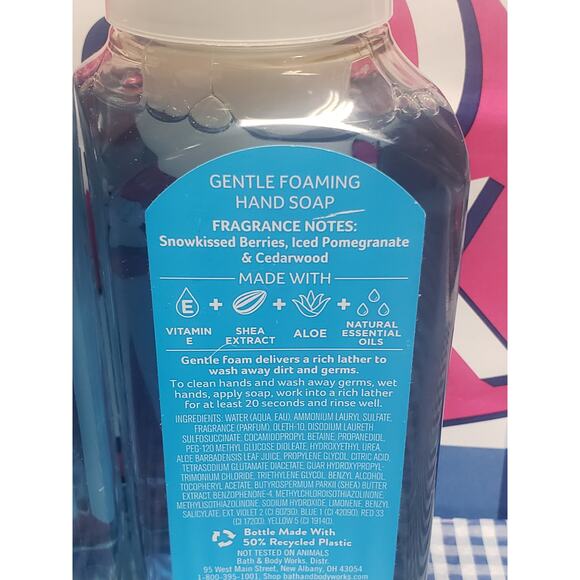 GENTLE FOAMING
HAND SOAP
FRAGRANCE NOTES:
Snowkissed Berries, Iced Pomegranate
& Cedarwood
MADE WITH
E + + +
VITAMIN E
SHEA EXTRACT
ALOE
NATURAL ESSENTIAL OILS
Gentle foam delivers a rich lather to
wash away dirt and germs.
To clean hands and wash away germs, wet
hands, apply soap, work into a rich lather
for at least 20 seconds and rinse well.
INGREDIENTS: WATER (AQUA, EAU), AMMONIUM LAURYL SULFATE,
FRAGRANCE (PARFUM), OLETH-10, DISODIUM LAURETH
SULFOSUCCINATE, COCAMIDOPROPYL BETAINE, PROPANEDIOL,
PEG-120 METHYL GLUCOSE DIOLEATE, HYDROXYETHYL UREA,
ALOE BARBADENSIS LEAF JUICE, PROPYLENE GLYCOL, CITRIC ACID,
TETRASODIUM GLUTAMATE DIACETATE, GUAR HYDROXYPROPYL-
TRIMONIUM CHLORIDE, TRIETHYLENE GLYCOL, BENZYL ALCOHOL,
TOCOPHERYL ACETATE, BUTYROSPERMUM PARKII (SHEA) BUTTER
EXTRACT, BENZOPHENONE-4, METHYLCHLOROISOTHIAZOLINONE,
METHYLISOTHIAZOLINONE, SODIUM HYDROXIDE, LIMONENE, BENZYL
SALICYLATE, EXT. VIOLET 2 (CI 60730), BLUE 1 (CI 42090), RED 33
(CI 17200), YELLOW 5 (CI 19140).
Bottle Made With
50% Recycled Plastic
NOT TESTED ON ANIMALS
Bath & Body Works, Distr.
95 West Main Street, New Albany, OH 43054
1-800-395-1001 Shop bathandbodyworks.com